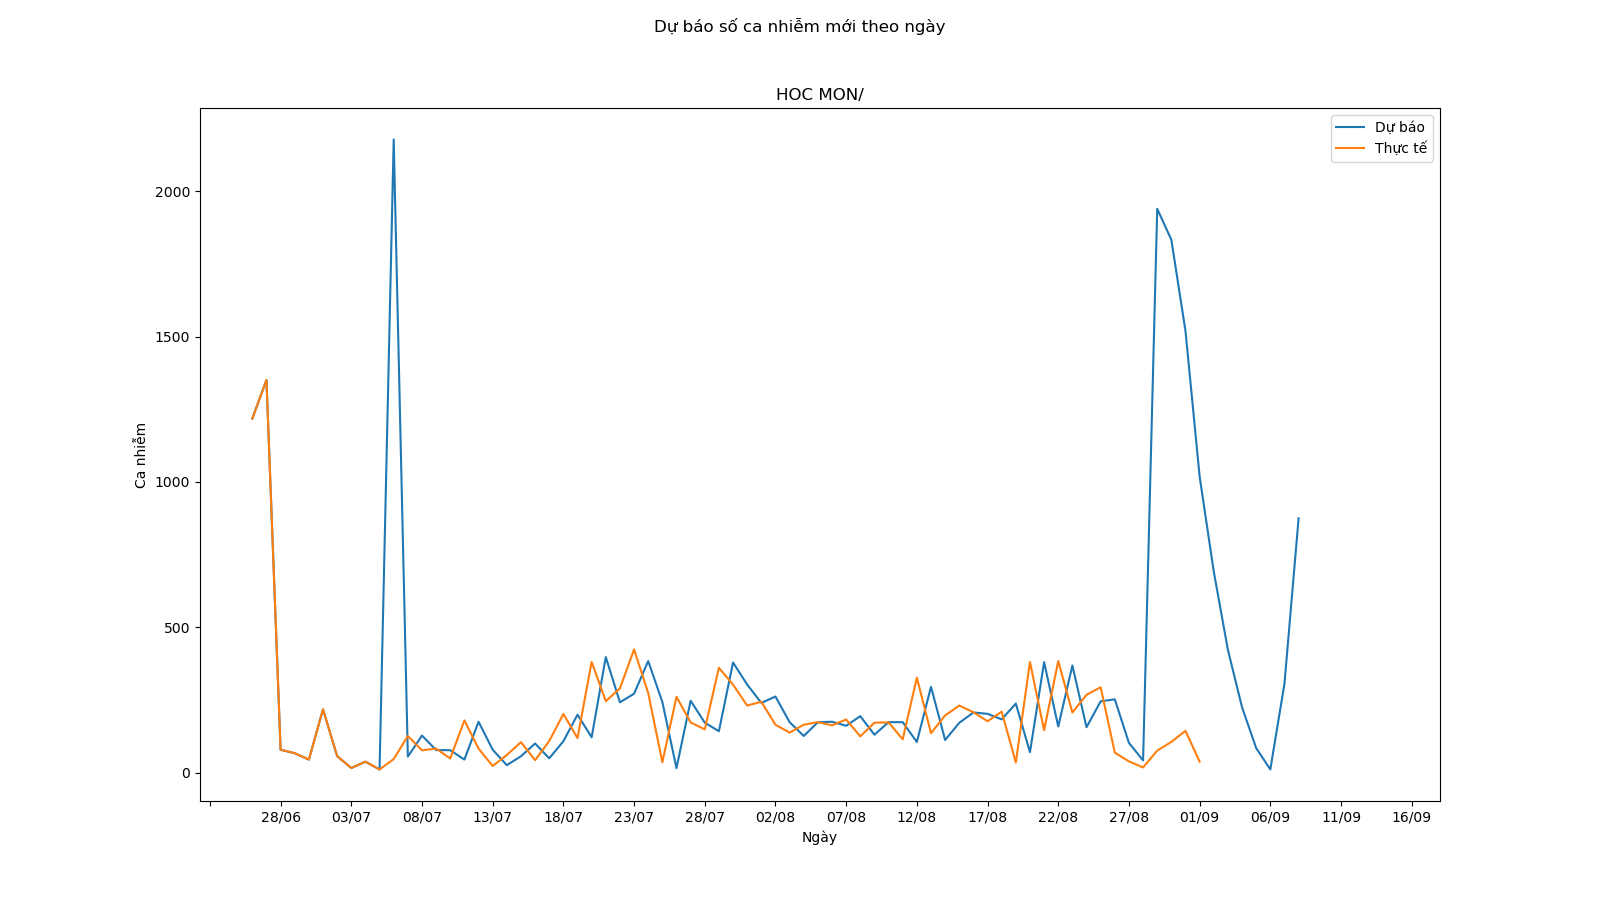 Dự báo số ca nhiễm mới theo ngày
HOC MON/
Dự báo
Thực tế
2000
1500
1000
500
0
Ca nhiễm
28/06 03/07 08/07 13/07 18/07 23/07 28/07 02/08 07/08 12/08 17/08 22/08 27/08 01/09 06/09 11/09 16/09
Ngày